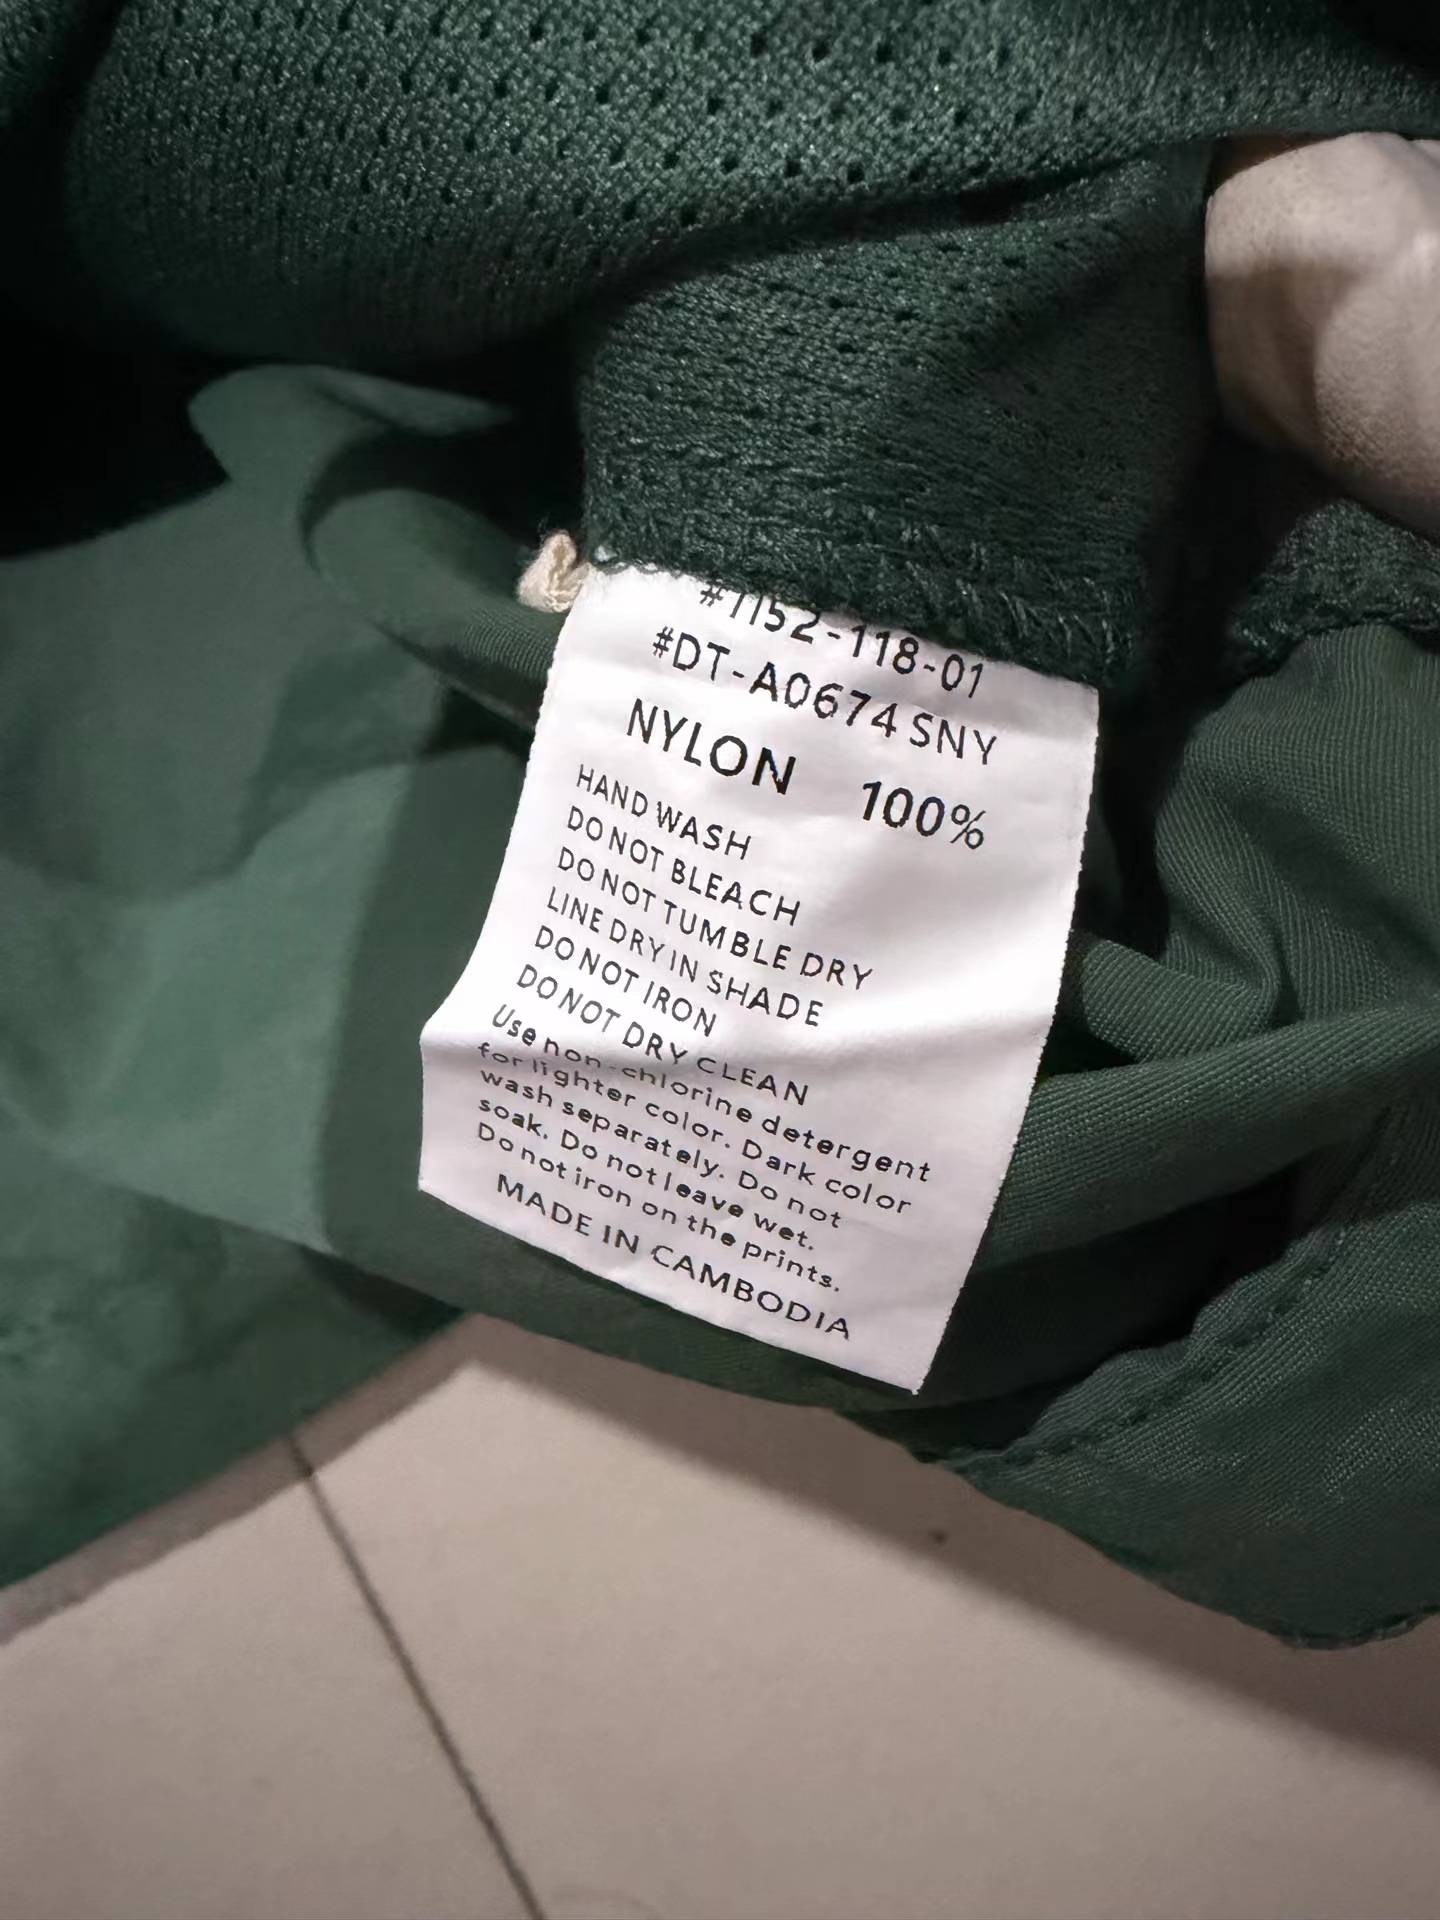 #1152-118-01
#DT-A0674 SNY
NYLON 100%
HAND WASH
DO NOT BLEACH
DO NOT TUMBLE DRY
LINE DRY IN SHADE
DO NOT IRON
DO NOT DRY CLEAN
Use non-chlorine detergent
for lighter color. Dark color
wash separately. Do not
soak. Do not leave wet.
Do not iron on the prints.
MADE IN CAMBODIA